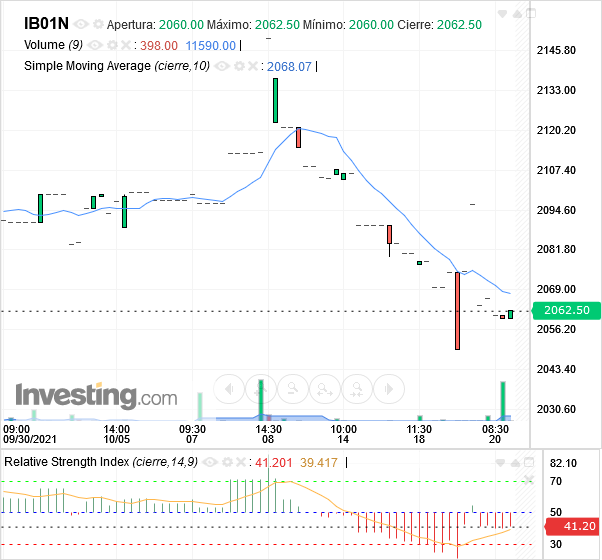 IB01N Apertura: 2060.00 Máximo: 2062.50 Mínimo: 2060.00 Cierre: 2062.50
Volume (9) : 398.00 11590.00 |
Simple Moving Average (cierre,10) : 2068.07 |
2145.80
2133.00
2120.20
2107.40
2094.60
2081.80
2069.00
2062.50
2056.20
2043.40
2030.60
Investing.com
09:00 14:00 09:30 14:30 10:00 11:30 08:30
09/30/2021 10/05 07 08 14 18 20
Relative Strength Index (cierre,14,9) : 41.201 39.417 |
82.10
70
50
41.20
30